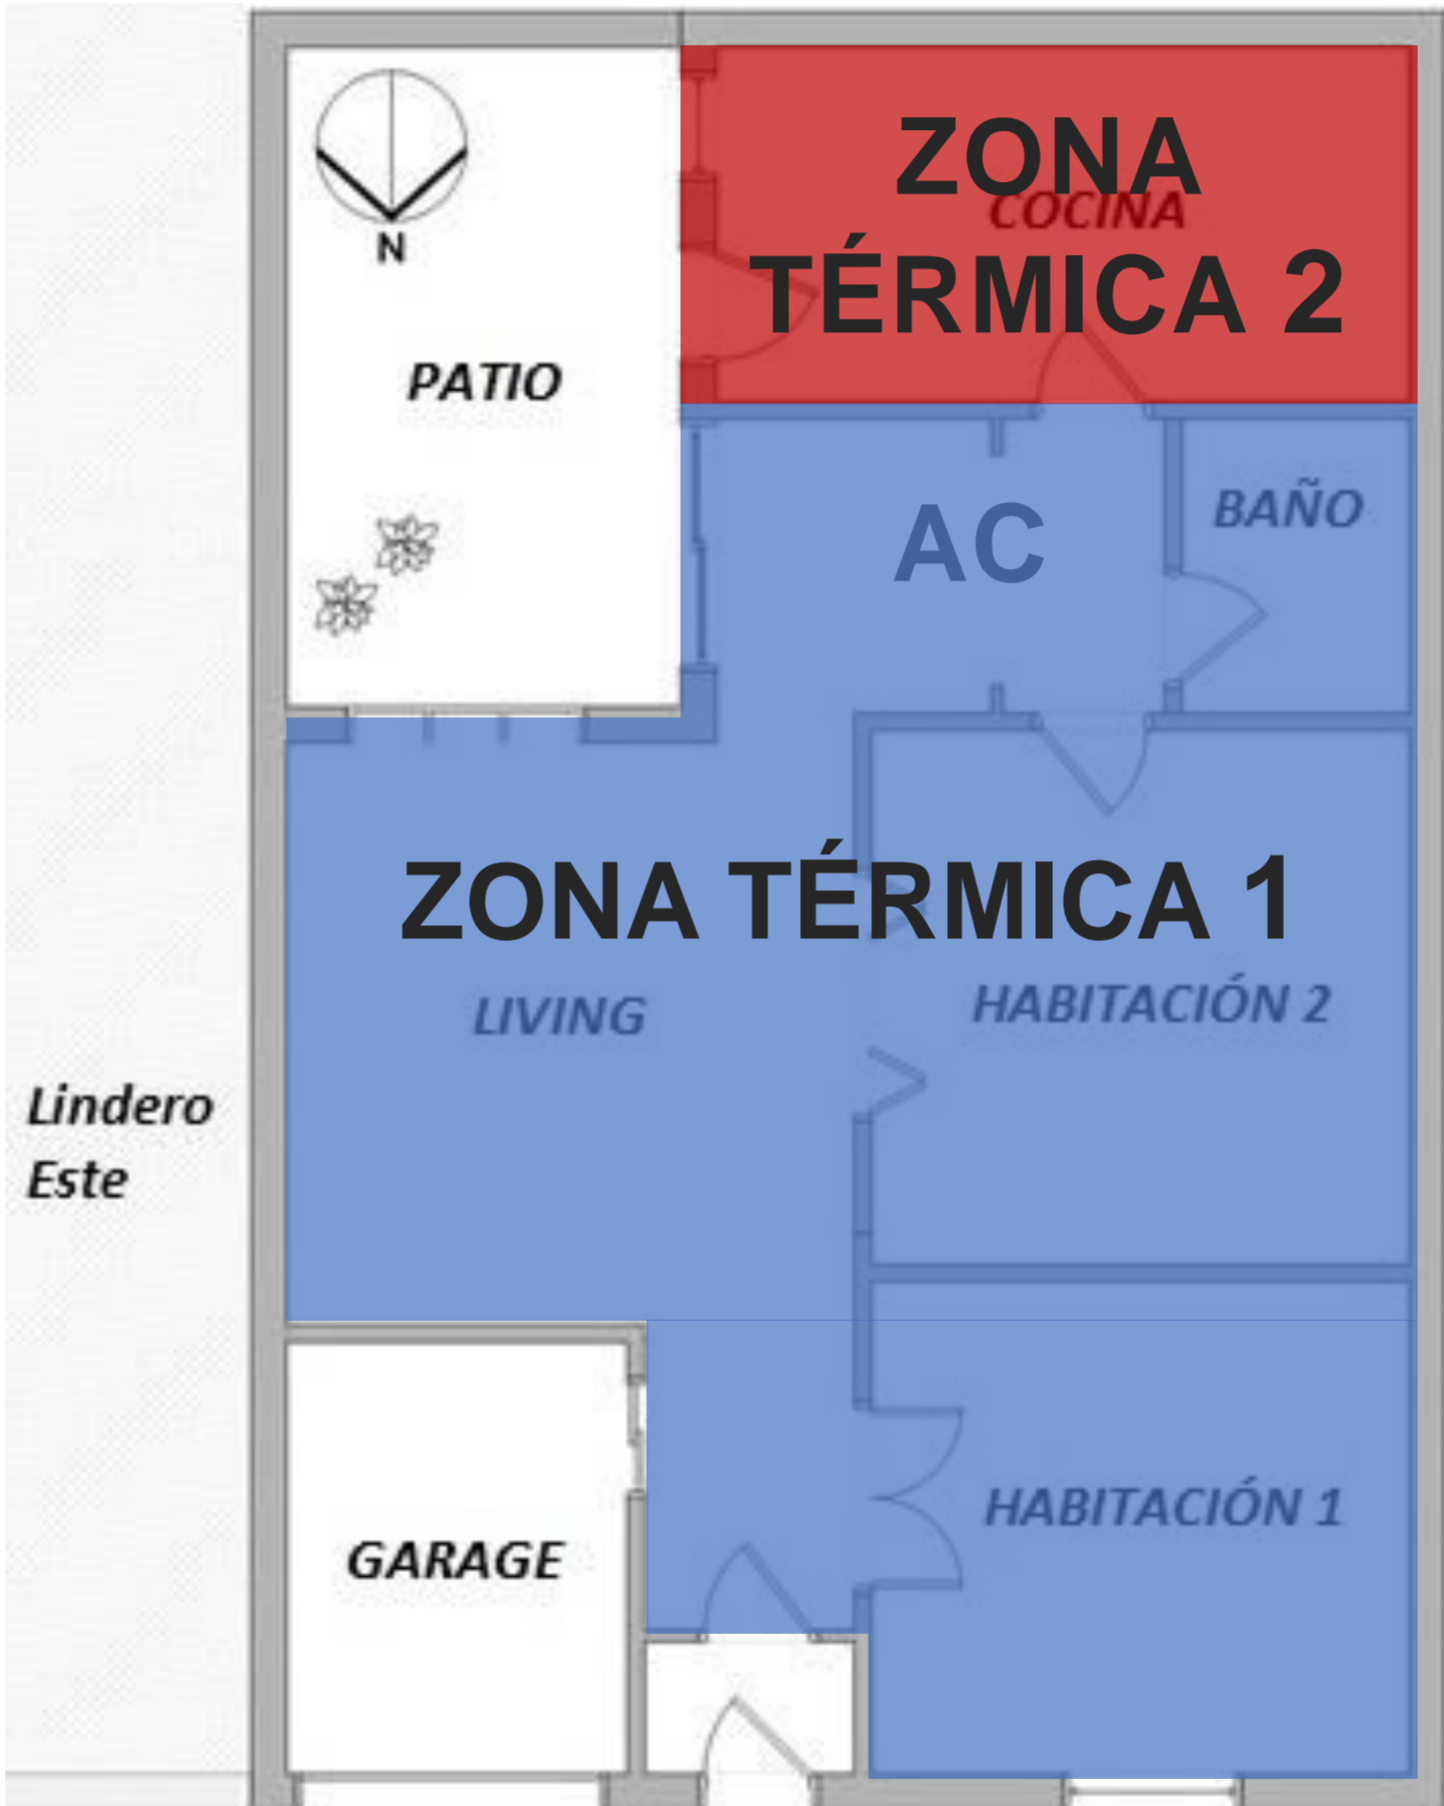 ZONA
COCINA
TÉRMICA 2
N
PATIO
AC
BAÑO
ZONA TÉRMICA 1
LIVING
HABITACIÓN 2
Lindero
Este
HABITACIÓN 1
GARAGE